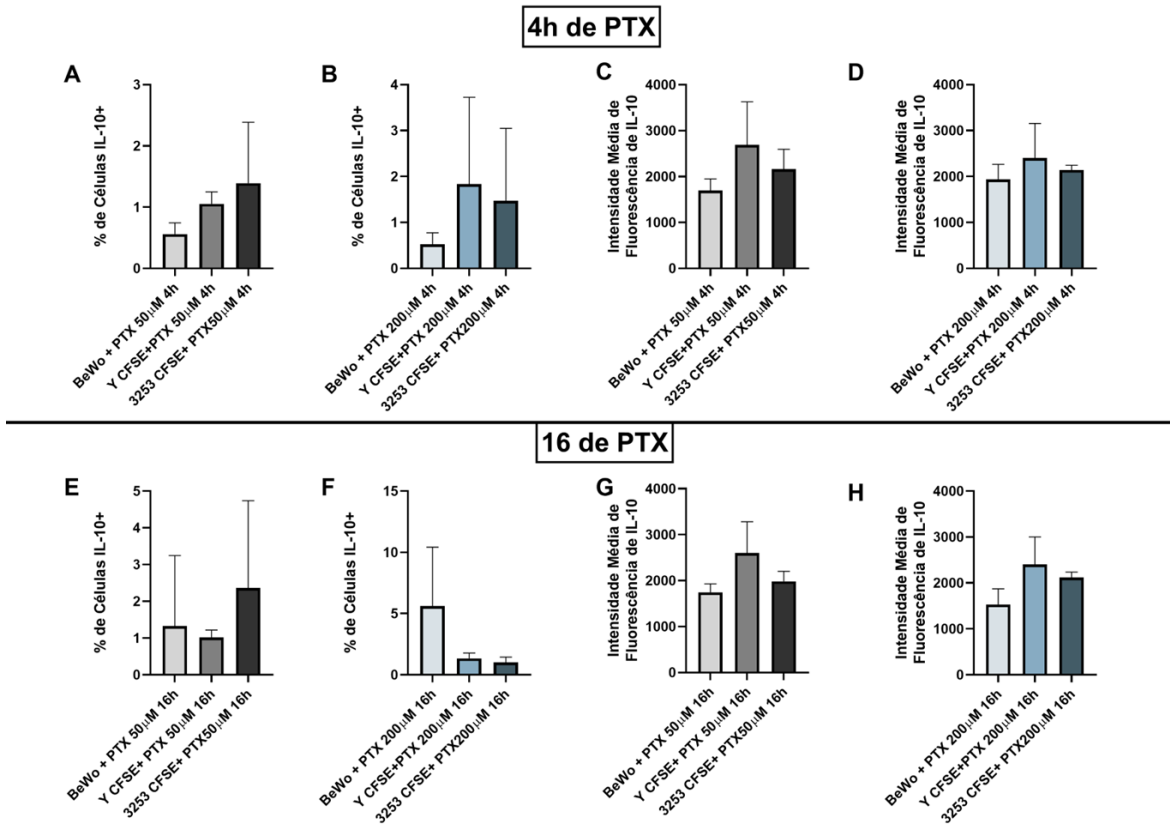 4h de PTX
A
% de Células IL-10+
3
2
1
0
BeWo + PTX 50µM 4h
Y CFSE+PTX 50µM 4h
3253 CFSE+ PTX50µM 4h
B
% de Células IL-10+
4
3
2
1
0
BeWo + PTX 200µM 4h
Y CFSE+PTX 200µM 4h
3253 CFSE+ PTX200µM 4h
C
Intensidade Média de
Fluorescência de IL-10
4000
3000
2000
1000
0
BeWo + PTX 50µM 4h
Y CFSE+PTX 50µM 4h
3253 CFSE+ PTX50µM 4h
D
Intensidade Média de
Fluorescência de IL-10
4000
3000
2000
1000
0
BeWo + PTX 200µM 4h
Y CFSE+PTX 200µM 4h
3253 CFSE+ PTX200µM 4h
16 de PTX
E
% de Células IL-10+
5
4
3
2
1
0
BeWo + PTX 50µM 16h
Y CFSE+ PTX 50µM 16h
3253 CFSE+ PTX50µM 16h
F
% de Células IL-10+
15
10
5
0
BeWo + PTX 200µM 16h
Y CFSE+PTX 200µM 16h
3253 CFSE+ PTX200µM 16h
G
Intensidade Média de
Fluorescência de IL-10
4000
3000
2000
1000
0
BeWo + PTX 50µM 16h
Y CFSE+ PTX 50µM 16h
3253 CFSE+ PTX50µM 16h
H
Intensidade Média de
Fluorescência de IL-10
4000
3000
2000
1000
0
BeWo + PTX 200µM 16h
Y CFSE+PTX 200µM 16h
3253 CFSE+ PTX200µM 16h